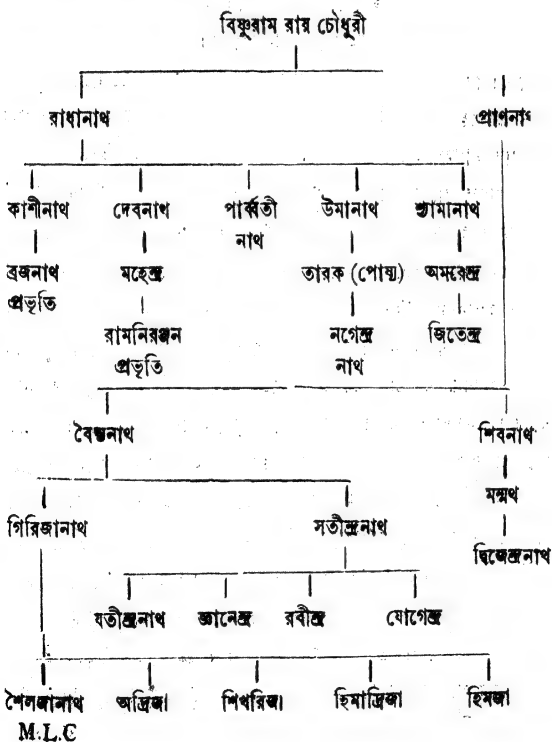 বিষ্ণুরাম রায় চৌধুরী
রাধানাথ প্রাণনাথ
কাশীনাথ দেবনাথ পার্ব্বতী উমানাথ শ্যামানাথ
নাথ
ব্রজনাথ মহেন্দ্র তারক (পোষ্য) অমরেন্দ্র
প্রভৃতি
রামনিরঞ্জন নগেন্দ্র জিতেন্দ্র
প্রভৃতি নাথ
বৈদ্যনাথ শিবনাথ
মন্মথ
গিরিজানাথ সতীন্দ্রনাথ
দ্বিজেন্দ্রনাথ
যতীন্দ্রনাথ জ্ঞানেন্দ্র রবীন্দ্র যোগেন্দ্র
শৈলজানাথ অদ্রিজা শিখরিজা হিমাদ্রিজা হিমজা
M.L.C